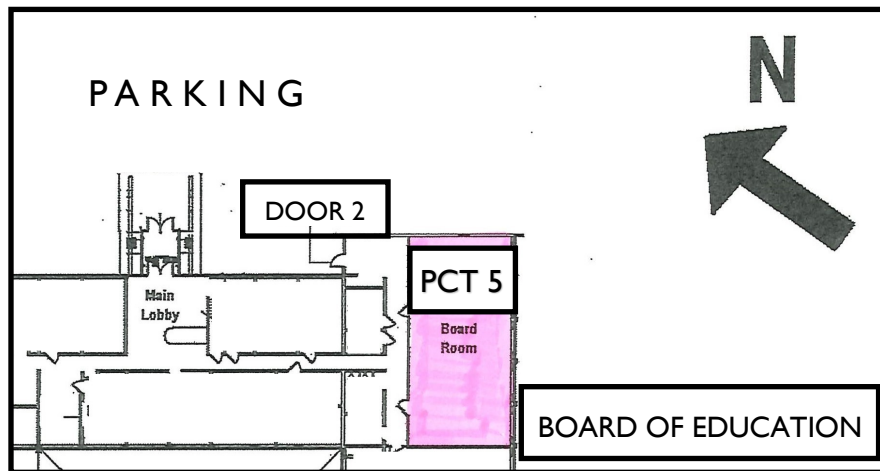 N
PARKING
DOOR 2
PCT 5
Main
Lobby
Board
Room
BOARD OF EDUCATION